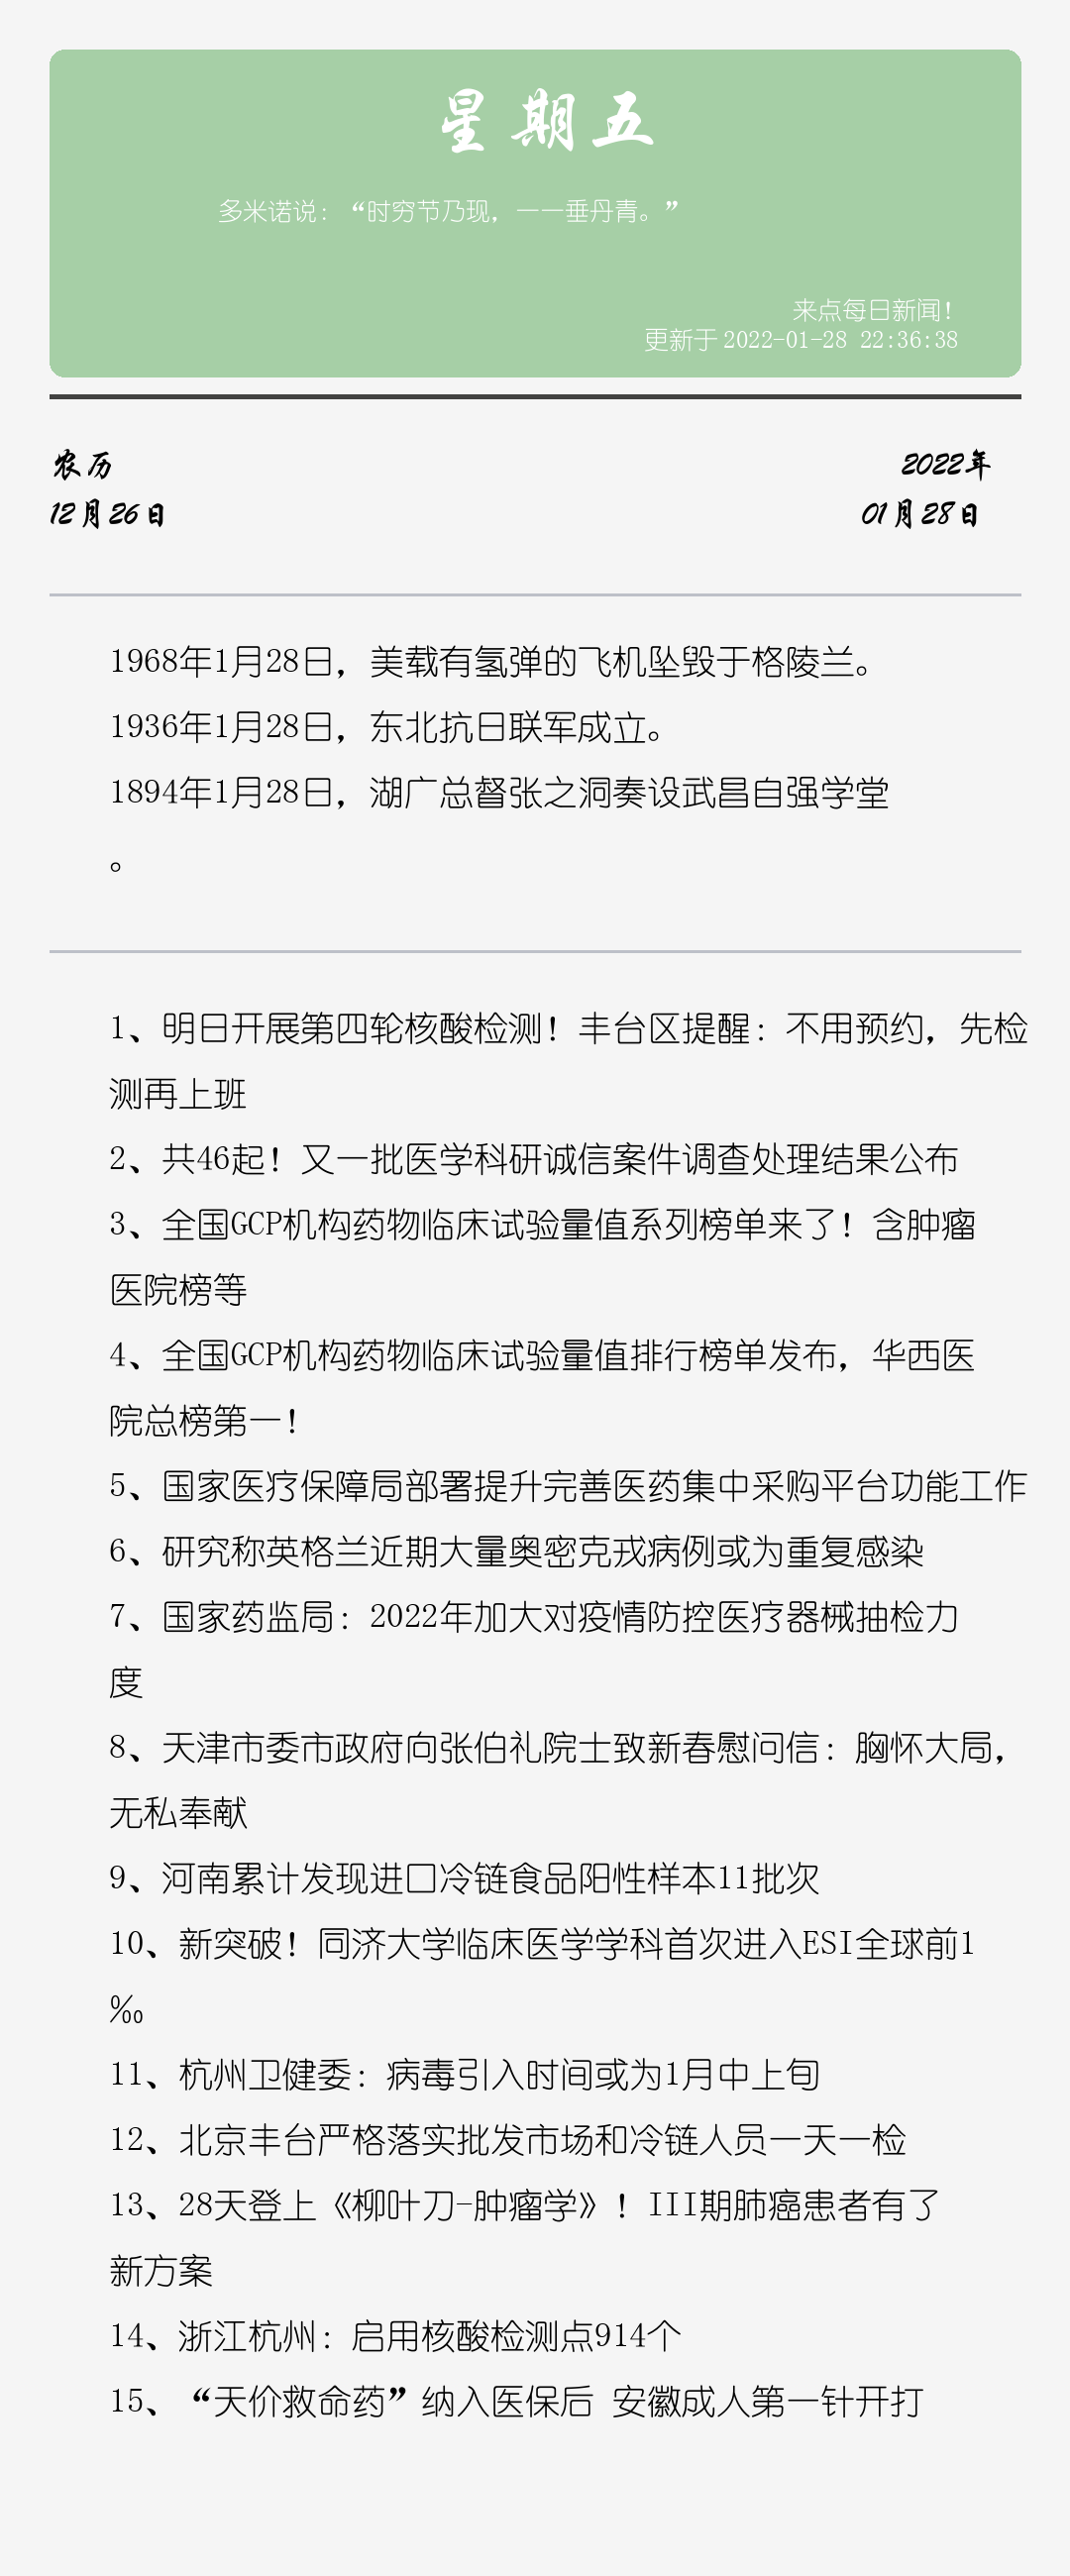 星期五
多米诺说：“时穷节乃现，一一垂丹青。”
来点每日新闻！
更新于2022-01-28 22:36:38
农历
12月26日
2022年
01月28日
1968年1月28日，美载有氢弹的飞机坠毁于格陵兰。
1936年1月28日，东北抗日联军成立。
1894年1月28日，湖广总督张之洞奏设武昌自强学堂
。
1、明日开展第四轮核酸检测！丰台区提醒：不用预约，先检
测再上班
2、共46起！又一批医学科研诚信案件调查处理结果公布
3、全国GCP机构药物临床试验量值系列榜单来了！含肿瘤
医院榜等
4、全国GCP机构药物临床试验量值排行榜单发布，华西医
院总榜第一！
5、国家医疗保障局部署提升完善医药集中采购平台功能工作
6、研究称英格兰近期大量奥密克戎病例或为重复感染
7、国家药监局：2022年加大对疫情防控医疗器械抽检力
度
8、天津市委市政府向张伯礼院士致新春慰问信：胸怀大局，
无私奉献
9、河南累计发现进口冷链食品阳性样本11批次
10、新突破！同济大学临床医学学科首次进入ESI全球前1
‰
11、杭州卫健委：病毒引入时间或为1月中上旬
12、北京丰台严格落实批发市场和冷链人员一天一检
13、28天登上《柳叶刀-肿瘤学》！III期肺癌患者有了
新方案
14、浙江杭州：启用核酸检测点914个
15、“天价救命药”纳入医保后 安徽成人第一针开打